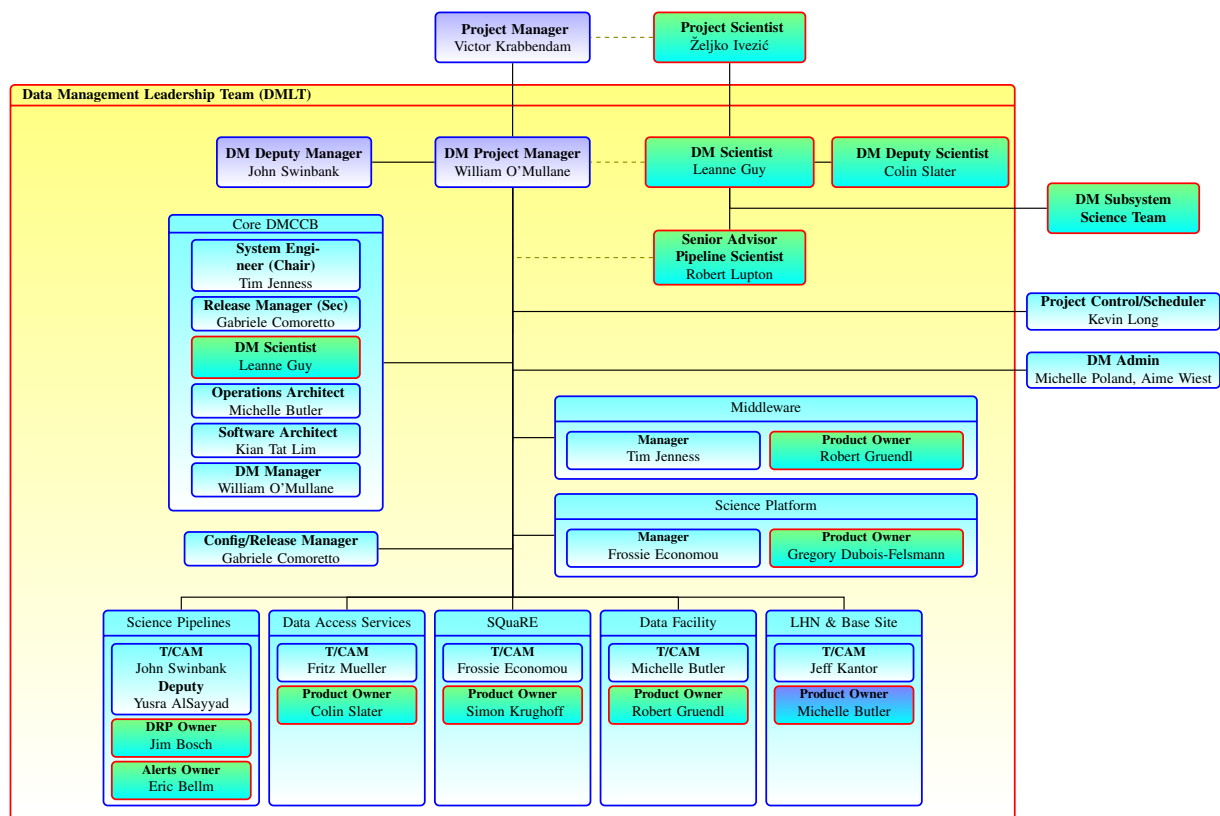 Project Manager
Victor Krabbendam
Project Scientist
Željko Ivezić
Data Management Leadership Team (DMLT)
DM Deputy Manager
John Swinbank
DM Project Manager
William O'Mullane
DM Scientist
Leanne Guy
DM Deputy Scientist
Colin Slater
DM Subsystem
Science Team
Core DMCCB
System Engi-
neer (Chair)
Tim Jenness
Release Manager (Sec)
Gabriele Comoretto
DM Scientist
Leanne Guy
Operations Architect
Michelle Butler
Software Architect
Kian Tat Lim
DM Manager
William O'Mullane
Senior Advisor
Pipeline Scientist
Robert Lupton
Project Control/Scheduler
Kevin Long
DM Admin
Michelle Poland, Aime Wiest
Middleware
Manager
Tim Jenness
Product Owner
Robert Gruendl
Science Platform
Manager
Frossie Economou
Product Owner
Gregory Dubois-Felsmann
Config/Release Manager
Gabriele Comoretto
Science Pipelines
T/CAM
John Swinbank
Deputy
Yusra AlSayyad
DRP Owner
Jim Bosch
Alerts Owner
Eric Bellm
Data Access Services
T/CAM
Fritz Mueller
Product Owner
Colin Slater
SQuaRE
T/CAM
Frossie Economou
Product Owner
Simon Krughoff
Data Facility
T/CAM
Michelle Butler
Product Owner
Robert Gruendl
LHN & Base Site
T/CAM
Jeff Kantor
Product Owner
Michelle Butler